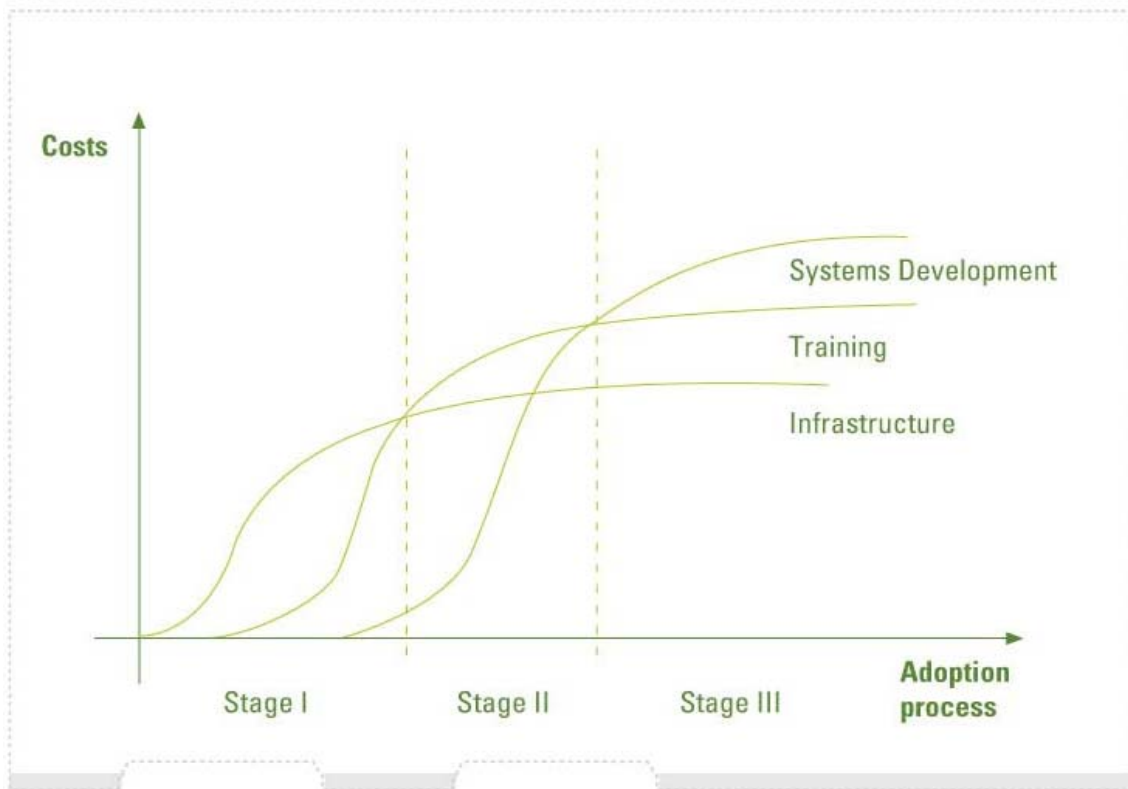 Costs
Systems Development
Training
Infrastructure
Adoption
process
Stage I
Stage II
Stage III